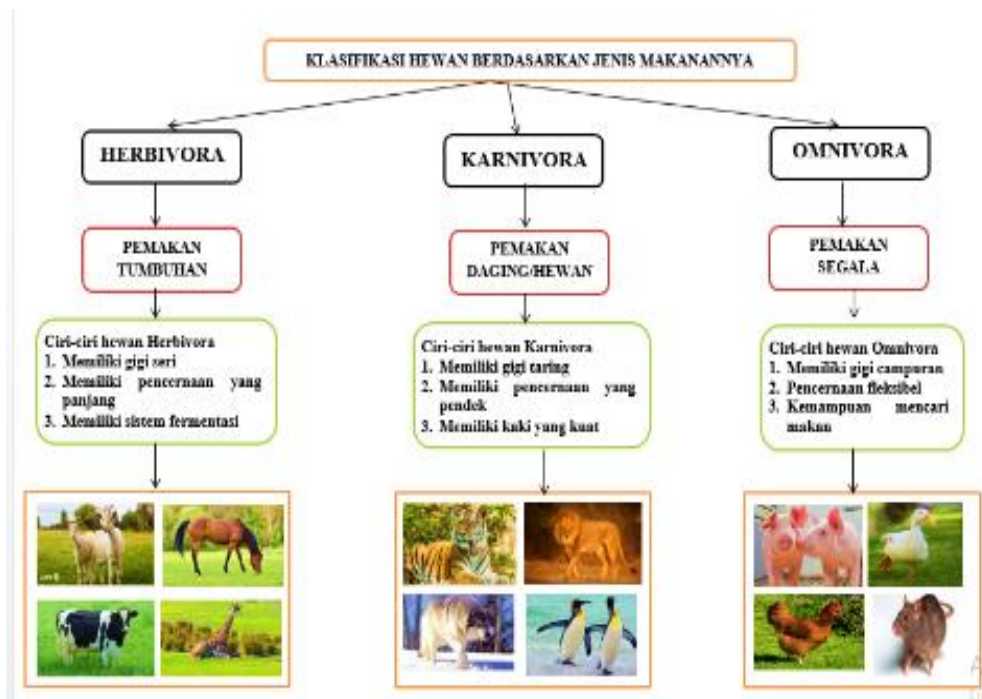 KLASIFIKASI HEWAN BERDASARKAN JENIS MAKANANNYA
HERBIVORA
PEMAKAN
TUMBUHAN
Ciri-ciri hewan Herbivora
1. Memiliki gigi seri
2. Memiliki pencernaan yang
panjang
3. Memiliki sistem fermentasi
KARNIVORA
PEMAKAN
DAGING/HEWAN
Ciri-ciri hewan Karnivora
1. Memiliki gigi taring
2. Memiliki pencernaan yang
pendek
3. Memiliki kaki yang kuat
OMNIVORA
PEMAKAN
SEGALA
Ciri-ciri hewan Omnivora
1. Memiliki gigi campuran
2. Pencernaan fleksibel
3. Kemampuan mencari
makan